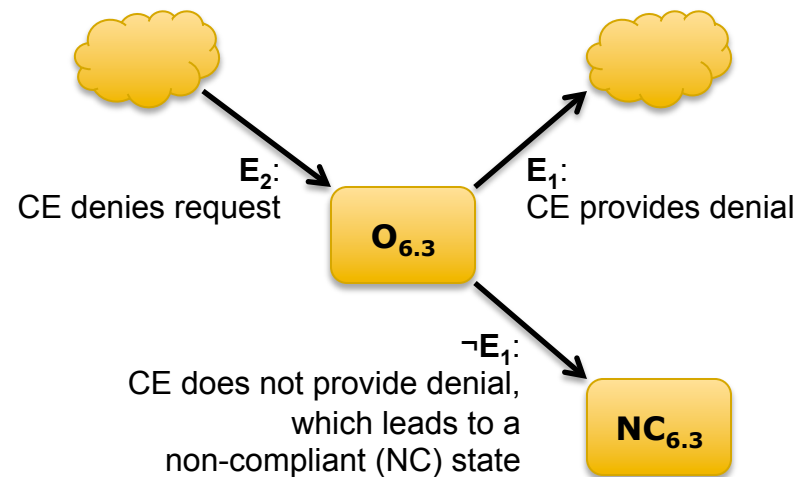 E₂:
CE denies request
E₁:
CE provides denial
O₆.₃
¬E₁:
CE does not provide denial,
which leads to a
non-compliant (NC) state
NC₆.₃